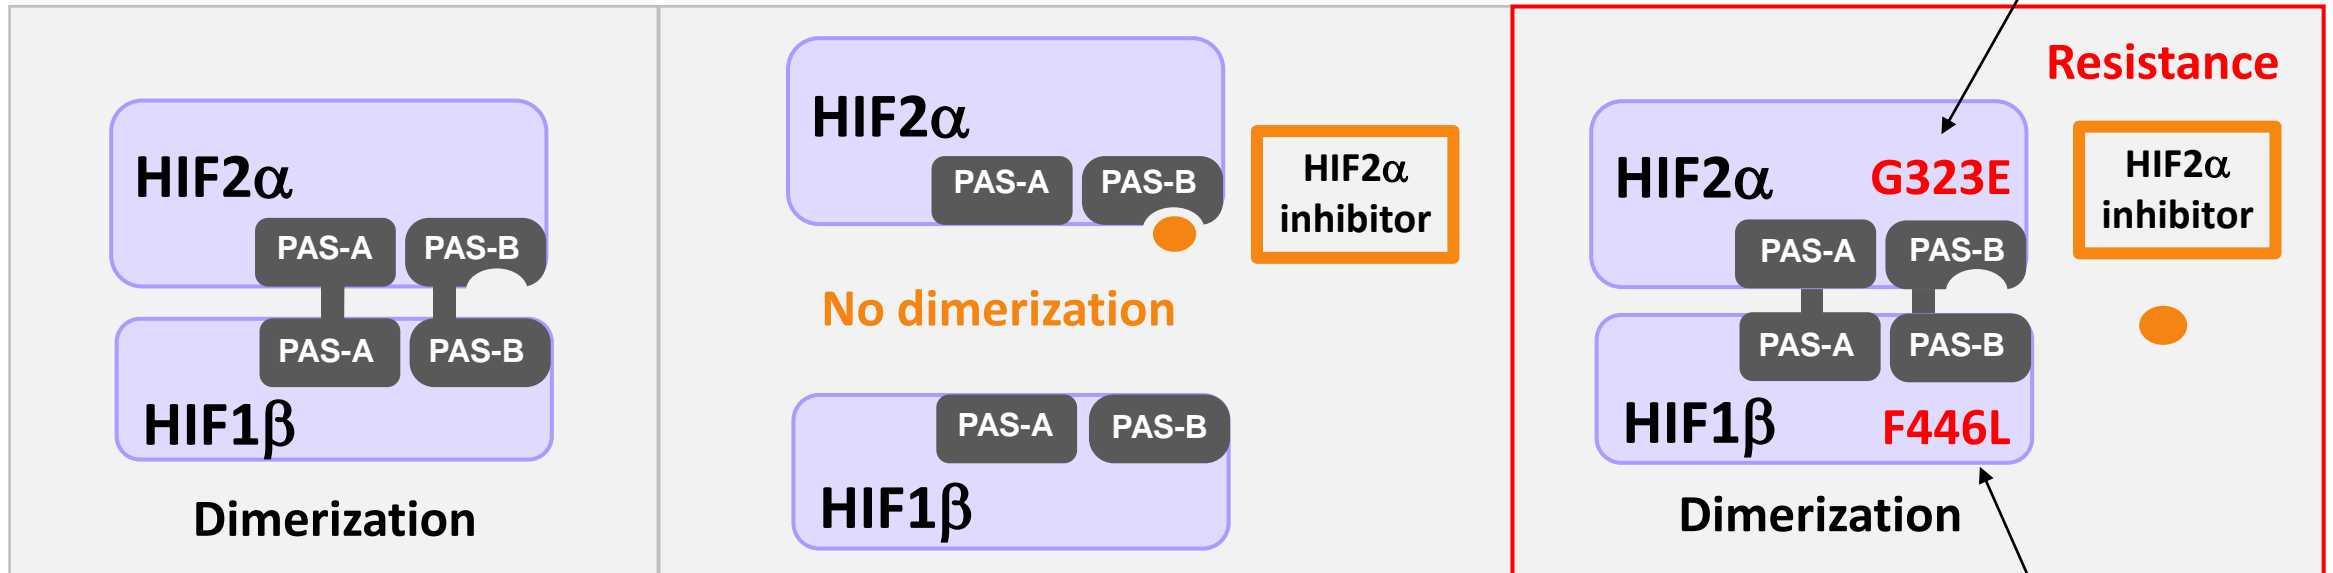 HIF2α
PAS-A
PAS-B
PAS-A
PAS-B
HIF1β
Dimerization
HIF2α
PAS-A
PAS-B
HIF2α
inhibitor
No dimerization
PAS-A
PAS-B
HIF1β
Resistance
HIF2α
G323E
HIF2α
inhibitor
PAS-A
PAS-B
PAS-A
PAS-B
HIF1β
F446L
Dimerization